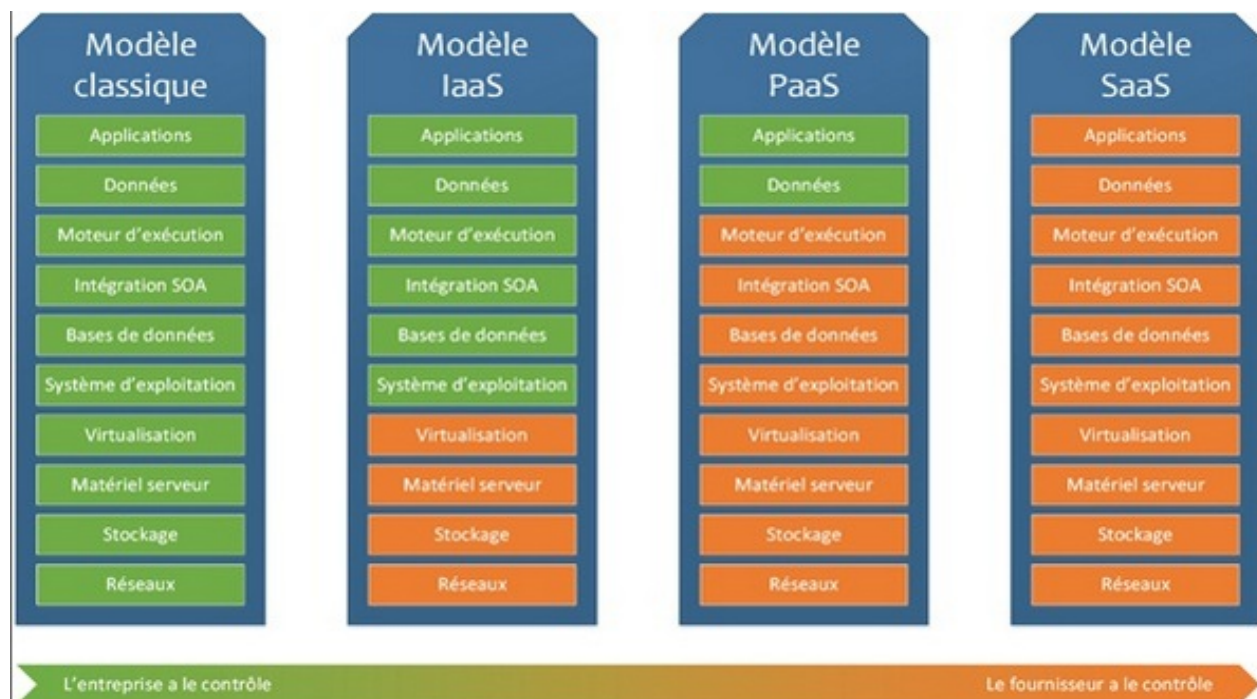 Modèle
classique
Applications
Données
Moteur d'exécution
Intégration SOA
Bases de données
Système d'exploitation
Virtualisation
Matériel serveur
Stockage
Réseaux
Modèle
IaaS
Applications
Données
Moteur d'exécution
Intégration SOA
Bases de données
Système d'exploitation
Virtualisation
Matériel serveur
Stockage
Réseaux
Modèle
PaaS
Applications
Données
Moteur d'exécution
Intégration SOA
Bases de données
Système d'exploitation
Virtualisation
Matériel serveur
Stockage
Réseaux
Modèle
SaaS
Applications
Données
Moteur d'exécution
Intégration SOA
Bases de données
Système d'exploitation
Virtualisation
Matériel serveur
Stockage
Réseaux
L'entreprise a le contrôle
Le fournisseur a le contrôle